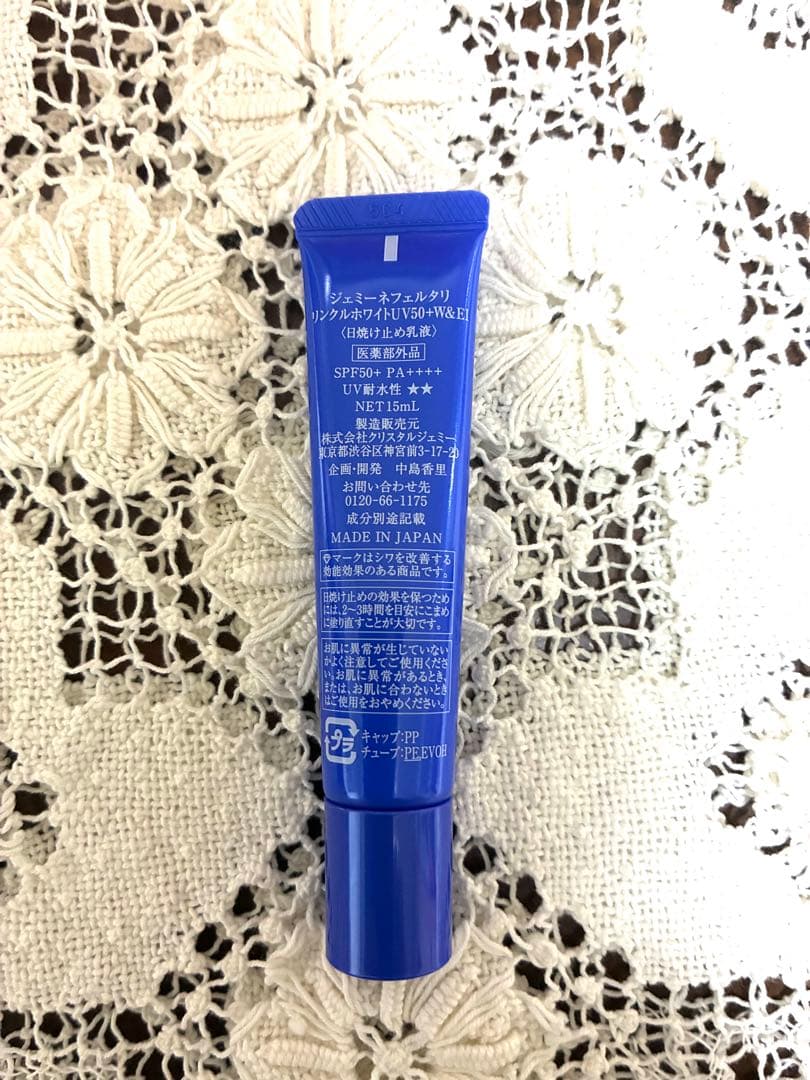 ジェミーネフェルタリ
リンクルホワイトUV50+W&EI
〈日焼け止め乳液〉
医薬部外品
SPF50+ PA++++
UV耐水性 ★★
NET15mL
製造販売元
株式会社クリスタルジェミー
東京都渋谷区神宮前3-17-20
企画・開発 中島香里
お問い合わせ先
0120-66-1175
成分別途記載
MADE IN JAPAN
マークはシワを改善する
効能効果のある商品です。
日焼け止めの効果を保つため
には、2〜3時間を目安にこまめ
に塗り直すことが大切です。
お肌に異常が生じていない
かよく注意してご使用くださ
い。お肌に異常があるとき、
または、お肌に合わないとき
はご使用をおやめください。
プラ
キャップ:PP
チューブ:PE,EVOH